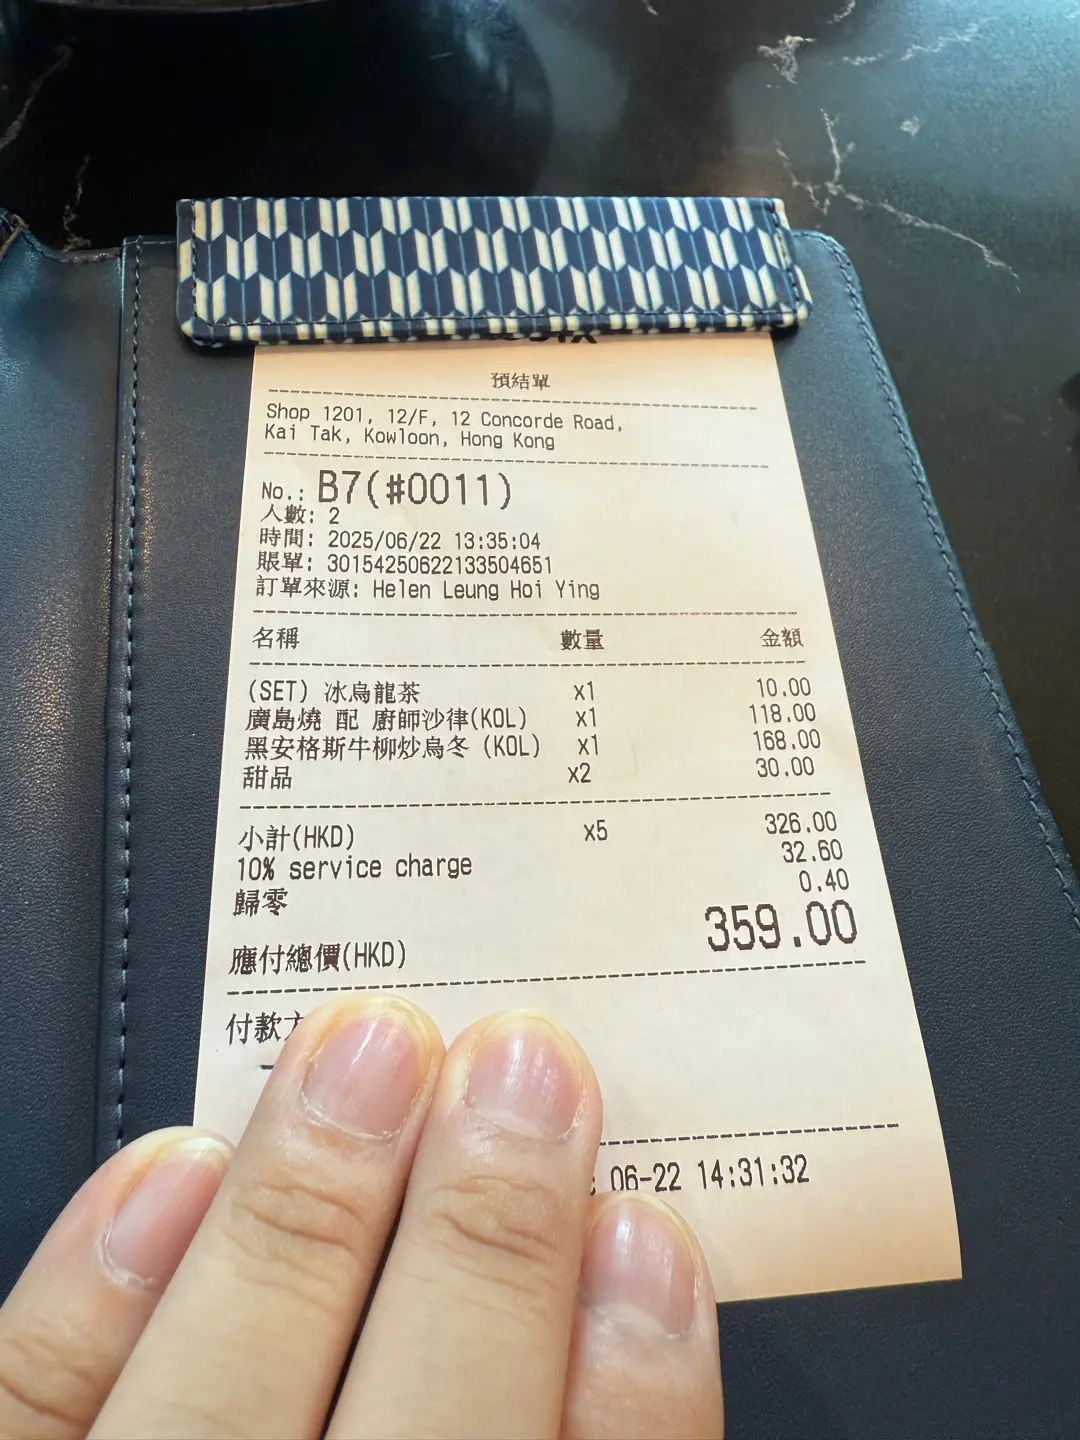 預結單
Shop 1201, 12/F, 12 Concorde Road,
Kai Tak, Kowloon, Hong Kong
No.: B7(#0011)
人數: 2
時間: 2025/06/22 13:35:04
賬單: 30154250622133504651
訂單來源: Helen Leung Hoi Ying
名稱 數量 金額
(SET) 冰烏龍茶 x1 10.00
廣島燒 配 廚師沙律(KOL) x1 118.00
黑安格斯牛柳炒烏冬 (KOL) x1 168.00
甜品 x2 30.00
小計(HKD) x5 326.00
10% service charge 32.60
歸零 0.40
應付總價(HKD) 359.00
付款
06-22 14:31:32